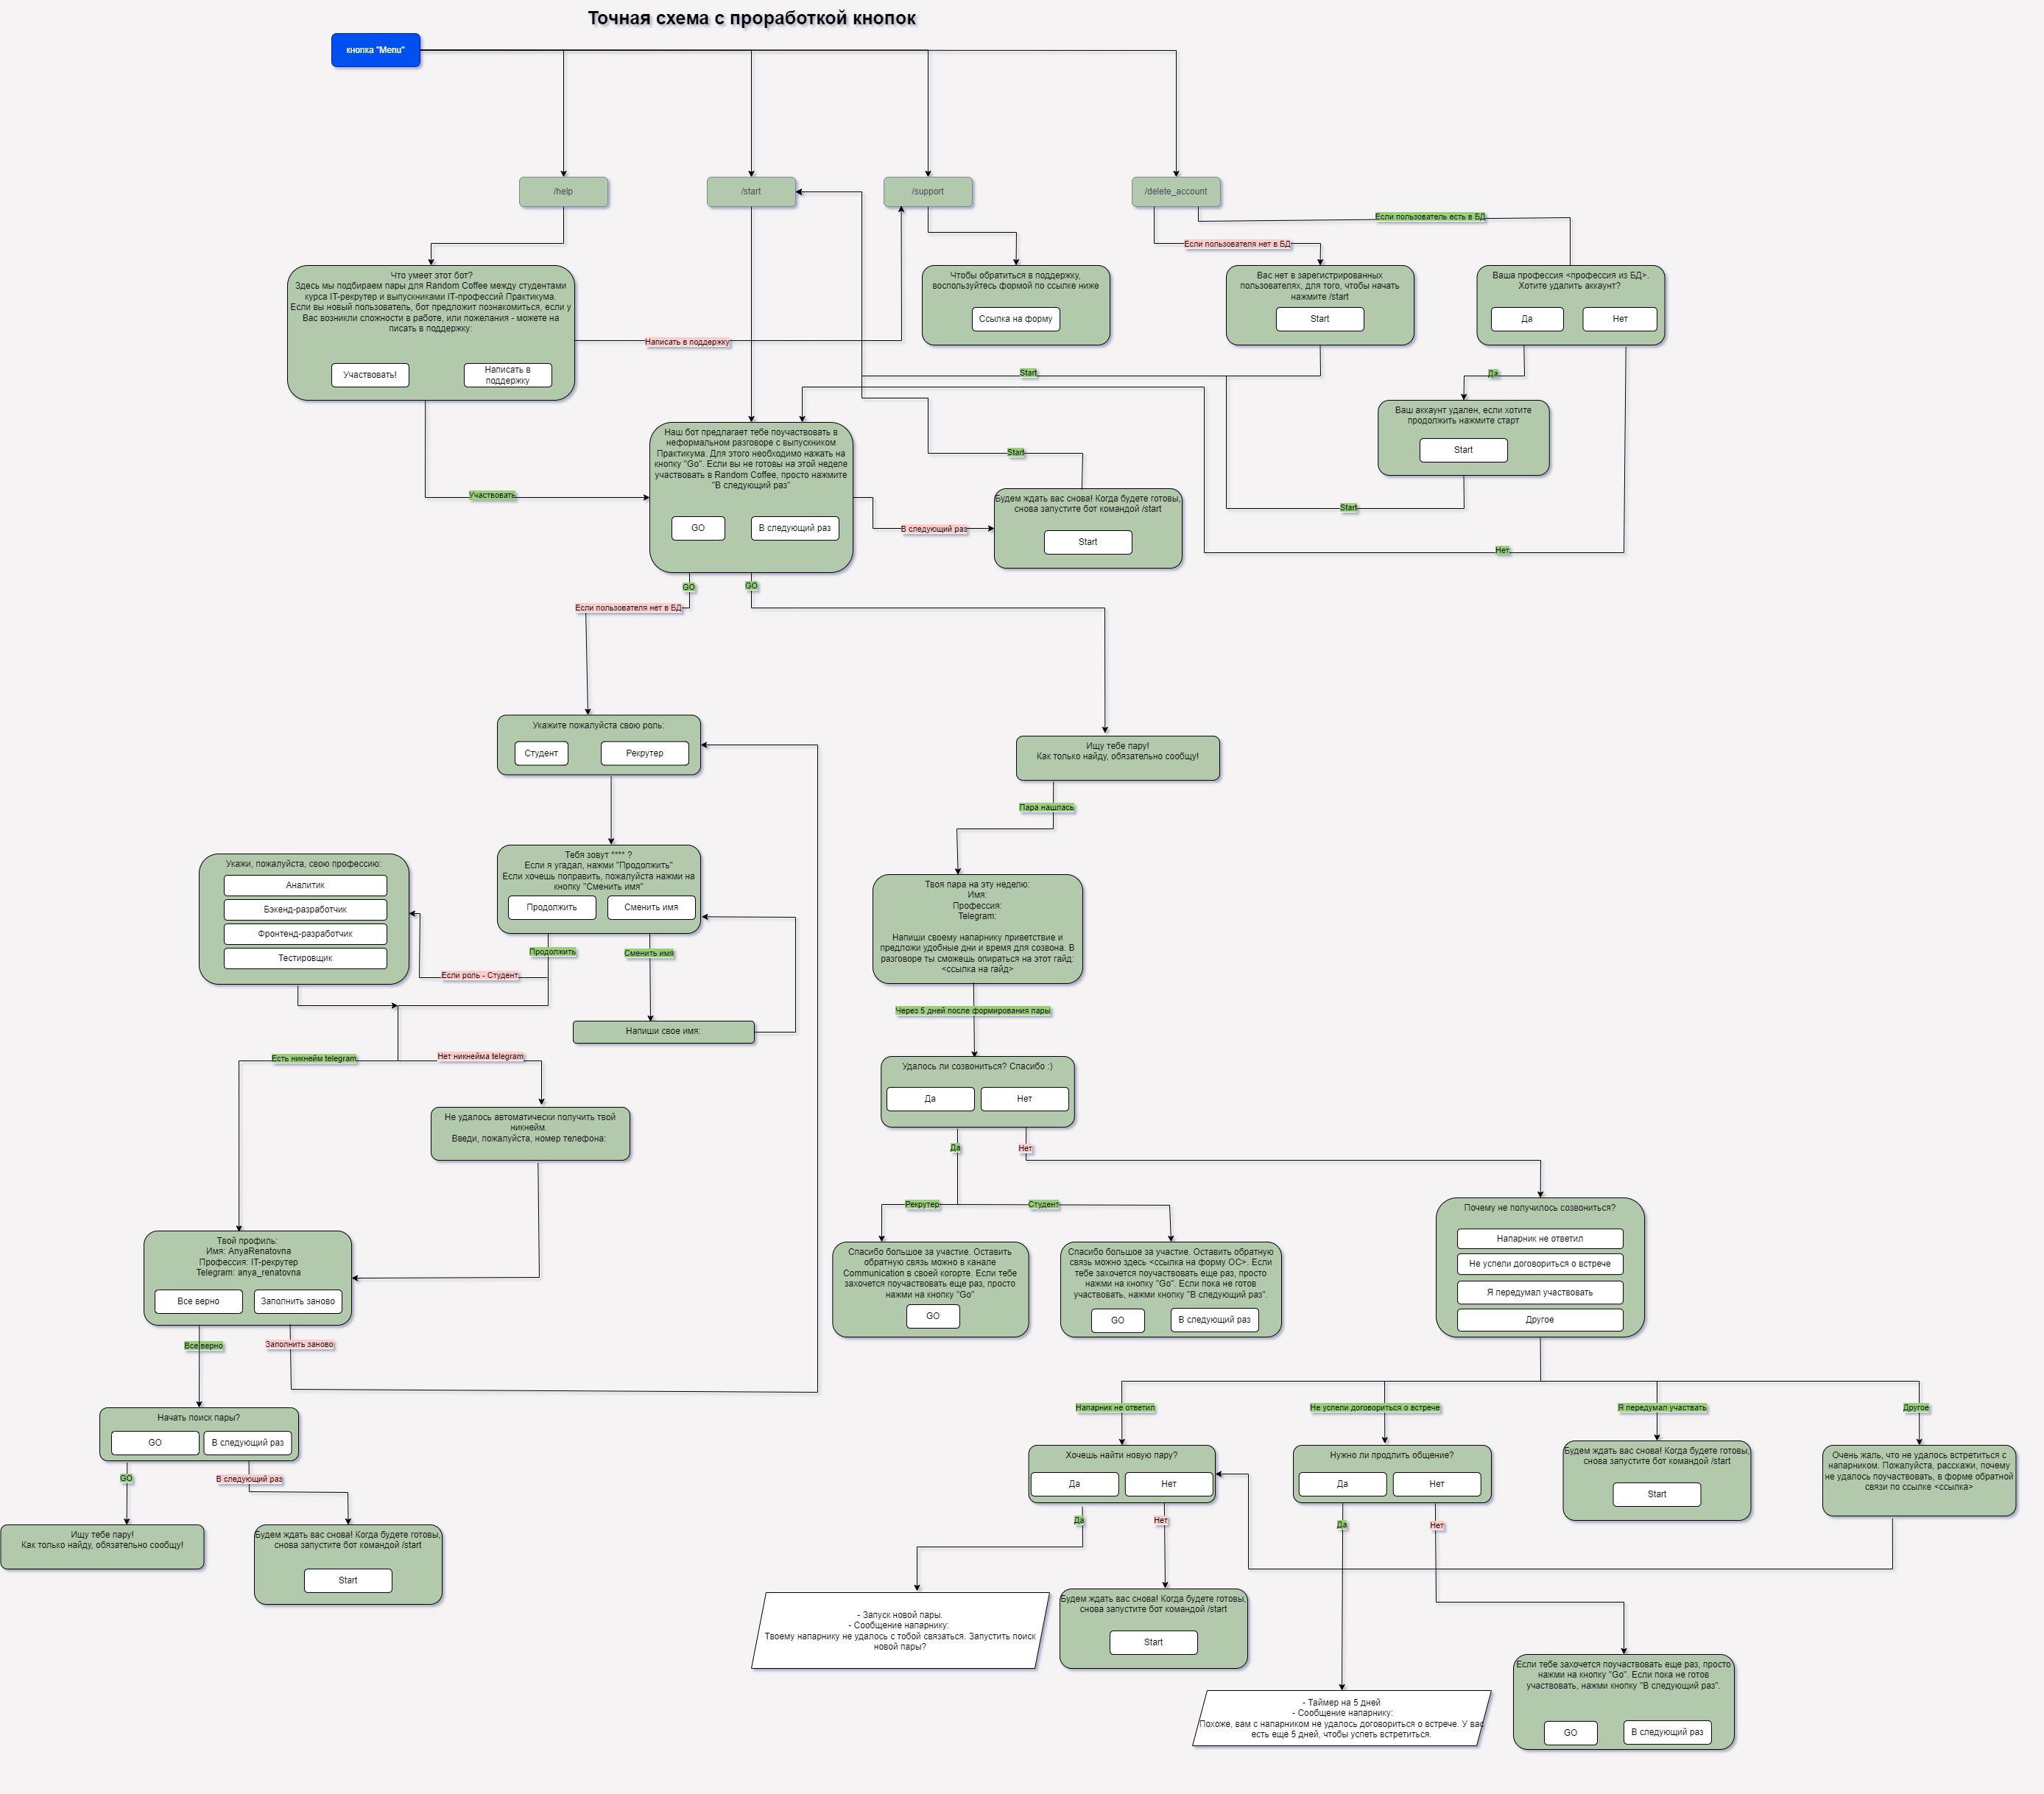 Точная схема с проработкой кнопок
кнопка "Menu"
/help
/start
/support
/delete_account
Если пользователь есть в БД
Если пользователя нет в БД
Что умеет этот бот?
Здесь мы подбираем пары для Random Coffee между студентами
курса IT-рекрутер и выпускниками IT-профессий Практикума.
Если вы новый пользователь, бот предложит познакомиться, если у
Вас возникли сложности в работе, или пожелания - можете на
писать в поддержку:
Участвовать!
Написать в
поддержку
Написать в поддержку
Чтобы обратиться в поддержку,
воспользуйтесь формой по ссылке ниже
Ссылка на форму
Вас нет в зарегистрированных
пользователях, для того, чтобы начать
нажмите /start
Start
Ваша профессия <профессия из БД>.
Хотите удалить аккаунт?
Да
Нет
Start
Да
Ваш аккаунт удален, если хотите
продолжить нажмите старт
Start
Наш бот предлагает тебе поучаствовать в
неформальном разговоре с выпускником
Практикума. Для этого необходимо нажать на
кнопку "Go". Если вы не готовы на этой неделе
участвовать в Random Coffee, просто нажмите
"В следующий раз"
GO
В следующий раз
Участвовать
Start
В следующий раз
Будем ждать вас снова! Когда будете готовы,
снова запустите бот командой /start
Start
Start
Нет
GO
GO
Если пользователя нет в БД
Укажите пожалуйста свою роль:
Студент
Рекрутер
Ищу тебе пару!
Как только найду, обязательно сообщу!
Пара нашлась
Тебя зовут **** ?
Если я угадал, нажми "Продолжить"
Если хочешь поправить, пожалуйста нажми на
кнопку "Сменить имя"
Продолжить
Сменить имя
Укажи, пожалуйста, свою профессию:
Аналитик
Бэкенд-разработчик
Фронтенд-разработчик
Тестировщик
Продолжить
Сменить имя
Если роль - Студент
Напиши свое имя:
Твоя пара на эту неделю:
Имя:
Профессия:
Telegram:
Напиши своему напарнику приветствие и
предложи удобные дни и время для созвона. В
разговоре ты сможешь опираться на этот гайд:
<ссылка на гайд>
Через 5 дней после формирования пары
Есть никнейм telegram
Нет никнейма telegram
Не удалось автоматически получить твой
никнейм.
Введи, пожалуйста, номер телефона:
Удалось ли созвониться? Спасибо :)
Да
Нет
Да
Нет
Рекрутер
Студент
Твой профиль:
Имя: AnyaRenatovna
Профессия: IT-рекрутер
Telegram: anya_renatovna
Все верно
Заполнить заново
Все верно
Заполнить заново
Спасибо большое за участие. Оставить
обратную связь можно в канале
Communication в своей когорте. Если тебе
захочется поучаствовать еще раз, просто
нажми на кнопку "Go"
GO
Спасибо большое за участие. Оставить обратную
связь можно здесь <ссылка на форму ОС>. Если
тебе захочется поучаствовать еще раз, просто
нажми на кнопку "Go". Если пока не готов
участвовать, нажми кнопку "В следующий раз".
GO
В следующий раз
Почему не получилось созвониться?
Напарник не ответил
Не успели договориться о встрече
Я передумал участвовать
Другое
Начать поиск пары?
GO
В следующий раз
GO
В следующий раз
Ищу тебе пару!
Как только найду, обязательно сообщу!
Будем ждать вас снова! Когда будете готовы,
снова запустите бот командой /start
Start
Напарник не ответил
Не успели договориться о встрече
Я передумал участвать
Другое
Хочешь найти новую пару?
Да
Нет
Нужно ли продлить общение?
Да
Нет
Будем ждать вас снова! Когда будете готовы,
снова запустите бот командой /start
Start
Очень жаль, что не удалось встретиться с
напарником. Пожалуйста, расскажи, почему
не удалось поучаствовать, в форме обратной
связи по ссылке <ссылка>
Да
Нет
Да
Нет
- Запуск новой пары.
- Сообщение напарнику:
Твоему напарнику не удалось с тобой связаться. Запустить поиск
новой пары?
Будем ждать вас снова! Когда будете готовы,
снова запустите бот командой /start
Start
- Таймер на 5 дней
- Сообщение напарнику:
Похоже, вам с напарником не удалось договориться о встрече. У вас
есть еще 5 дней, чтобы успеть встретиться.
Если тебе захочется поучаствовать еще раз, просто
нажми на кнопку "Go". Если пока не готов
участвовать, нажми кнопку "В следующий раз".
GO
В следующий раз